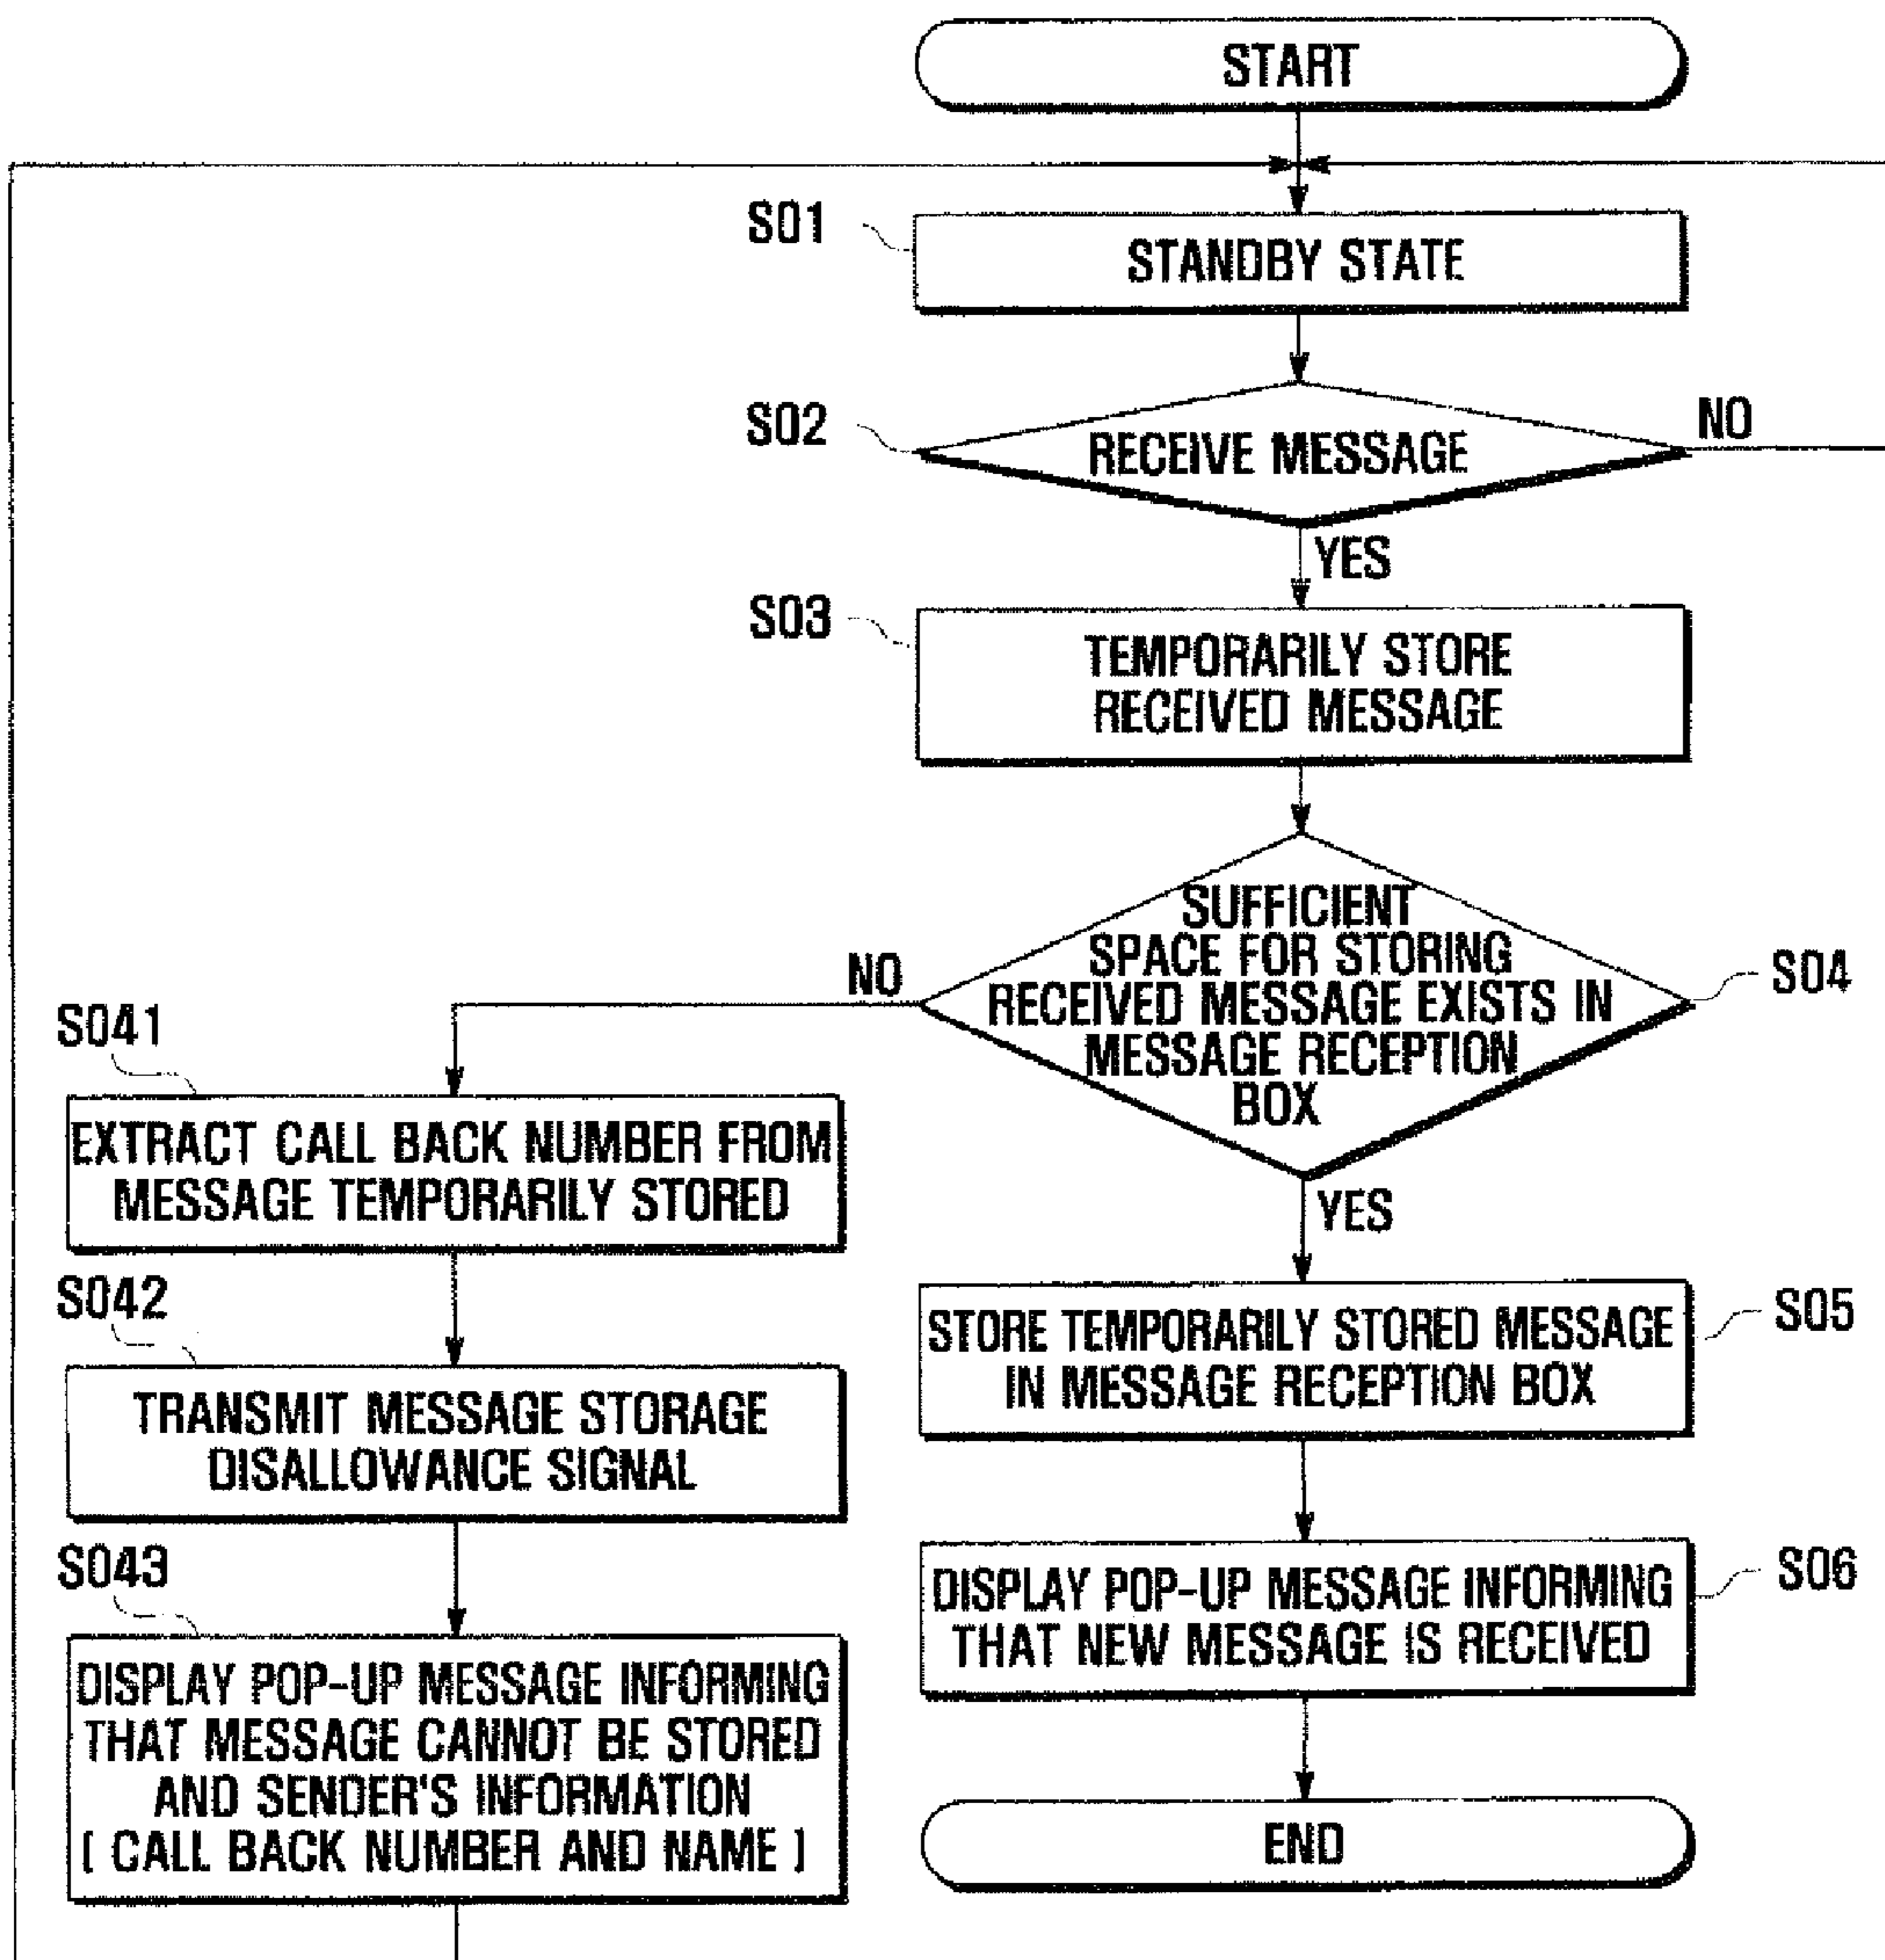 START
S01
STANDBY STATE
S02
RECEIVE MESSAGE
NO
YES
S03
TEMPORARILY STORE
RECEIVED MESSAGE
SUFFICIENT
SPACE FOR STORING
RECEIVED MESSAGE EXISTS IN
MESSAGE RECEPTION
BOX
S04
NO
YES
S041
EXTRACT CALL BACK NUMBER FROM
MESSAGE TEMPORARILY STORED
S042
TRANSMIT MESSAGE STORAGE
DISALLOWANCE SIGNAL
S043
DISPLAY POP-UP MESSAGE INFORMING
THAT MESSAGE CANNOT BE STORED
AND SENDER'S INFORMATION
[ CALL BACK NUMBER AND NAME ]
STORE TEMPORARILY STORED MESSAGE
IN MESSAGE RECEPTION BOX
S05
DISPLAY POP-UP MESSAGE INFORMING
THAT NEW MESSAGE IS RECEIVED
S06
END